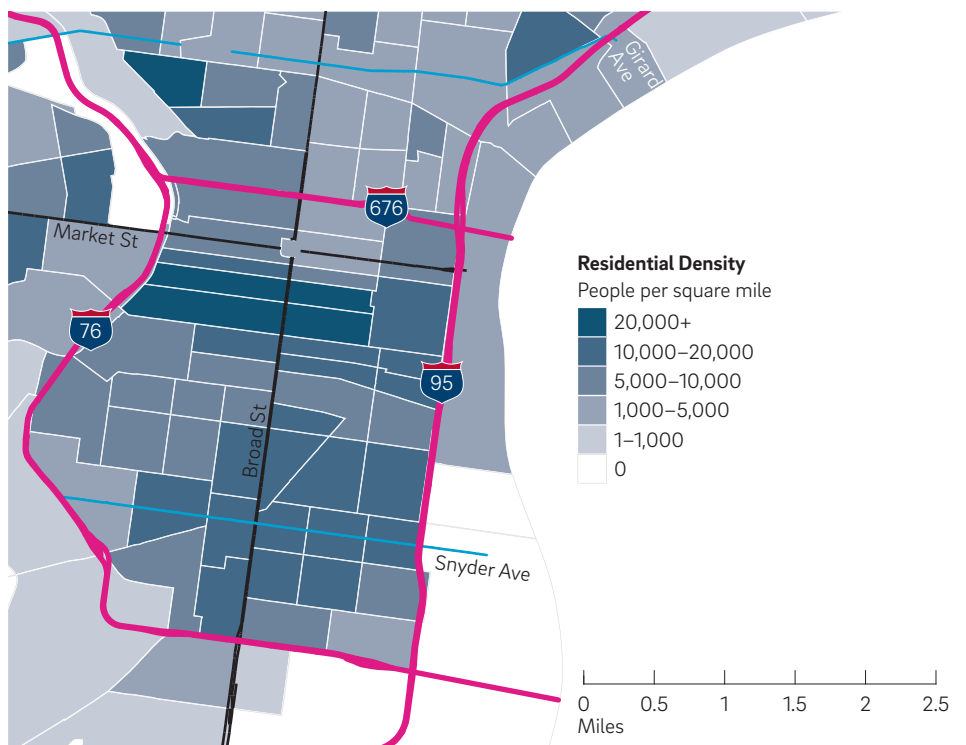 Girard
Ave
676
Market St
76
95
Broad St
Snyder Ave
Residential Density
People per square mile
20,000+
10,000–20,000
5,000–10,000
1,000–5,000
1–1,000
0
0 0.5 1 1.5 2 2.5
Miles